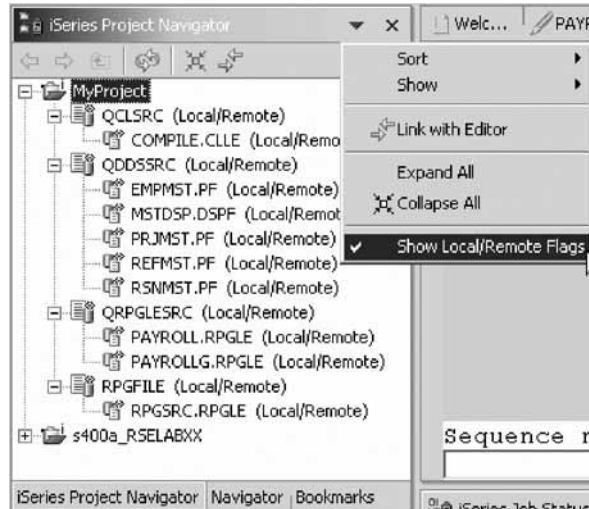 iSeries Project Navigator
Welc...
PAYR
MyProject
QCLSRC (Local/Remote)
COMPILE.CLLE (Local/Remo
QDDSSRC (Local/Remote)
EMPMST.PF (Local/Remote)
MSTDSP.DSPF (Local/Remot
PRJMST.PF (Local/Remote)
REFMST.PF (Local/Remote)
RSNMST.PF (Local/Remote)
QRPGLESRC (Local/Remote)
PAYROLL.RPGLE (Local/Remote)
PAYROLLG.RPGLE (Local/Remote)
RPGFILE (Local/Remote)
RPGSRC.RPGLE (Local/Remote)
s400a_RSELABXX
Sort
Show
Link with Editor
Expand All
Collapse All
Show Local/Remote Flags
Sequence
iSeries Project Navigator Navigator Bookmarks
iSeries Job Status